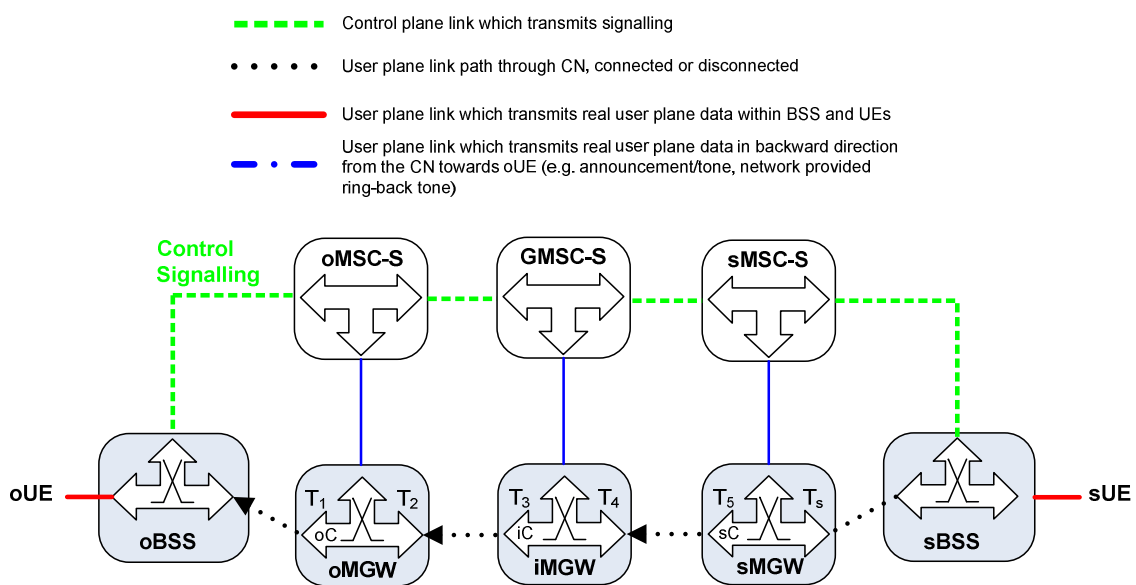 Control plane link which transmits signalling
User plane link path through CN, connected or disconnected
User plane link which transmits real user plane data within BSS and UEs
User plane link which transmits real user plane data in backward direction
from the CN towards oUE (e.g. announcement/tone, network provided
ring-back tone)
Control
Signalling
oMSC-S
GMSC-S
sMSC-S
oUE
oBSS
T1
T2
oC
oMGW
T3
T4
iC
iMGW
T5
Ts
sC
sMGW
sBSS
sUE